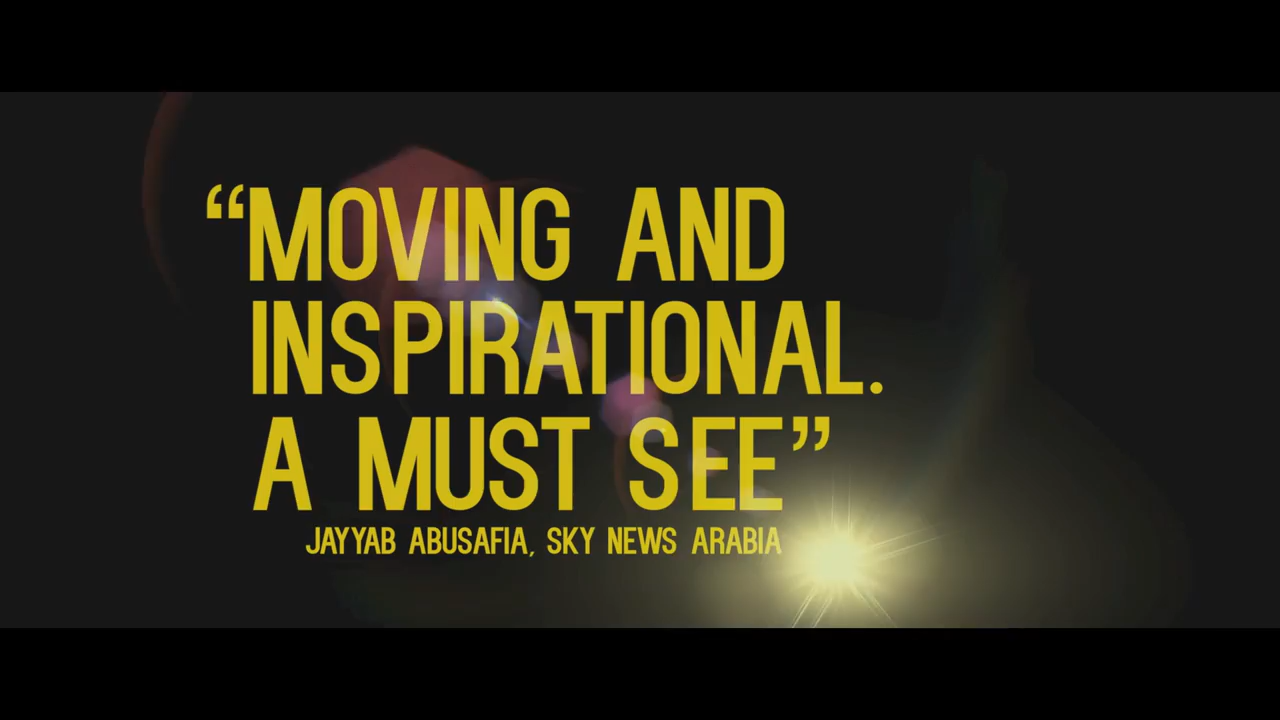 “MOVING AND
INSPIRATIONAL.
A MUST SEE”
JAYYAB ABUSAFIA, SKY NEWS ARABIA